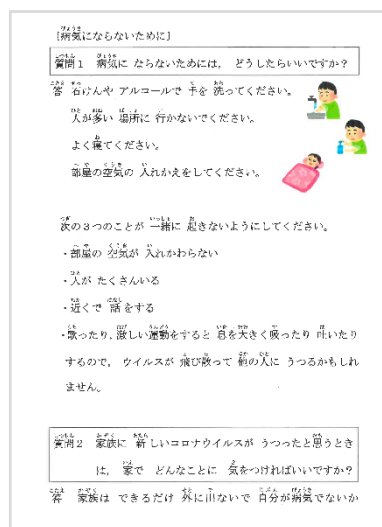 ［病気にならないために］
質問１ 病気に ならないためには， どうしたらいいですか？
答 石けんや アルコールで 手を 洗ってください。
人が多い 場所に 行かないでください。
よく寝てください。
部屋の空気の 入れかえをしてください。
次の３つのことが 一緒に 起きないようにしてください。
・部屋の 空気が 入れかわらない
・人が たくさんいる
・近くで 話をする
・歌ったり，激しい運動をすると 息を大きく吸ったり 吐いたり
するので， ウイルスが 飛び散って 他の人に うつるかもしれ
ません。
質問２ 家族に 新しいコロナウイルスが うつったと思うとき
は， 家で どんなことに 気をつければいいですか？
答 家族は できるだけ 外に出ないで 自分が病気でないか